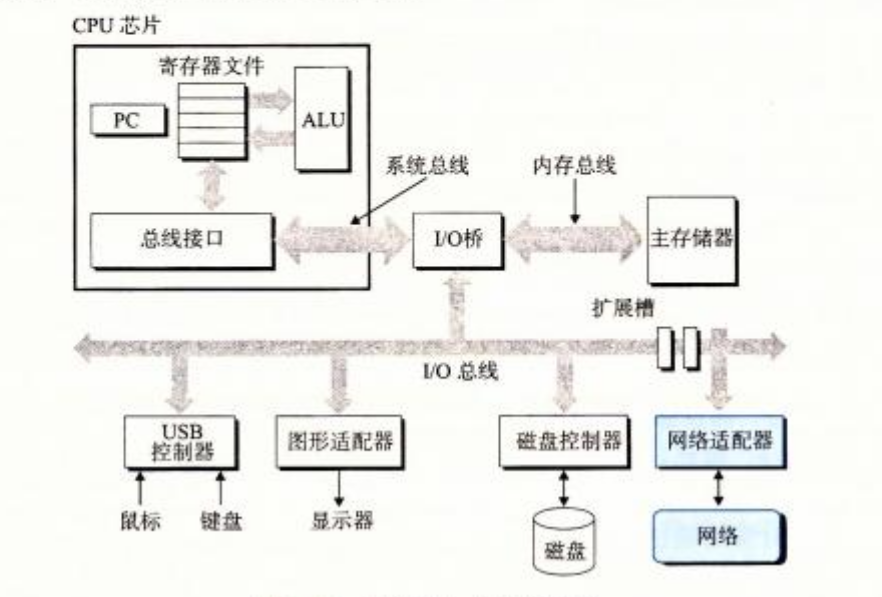 CPU 芯片
寄存器文件
PC
ALU
系统总线
内存总线
总线接口
I/O桥
主存储器
扩展槽
I/O 总线
USB
控制器
图形适配器
磁盘控制器
网络适配器
鼠标
键盘
显示器
磁盘
网络